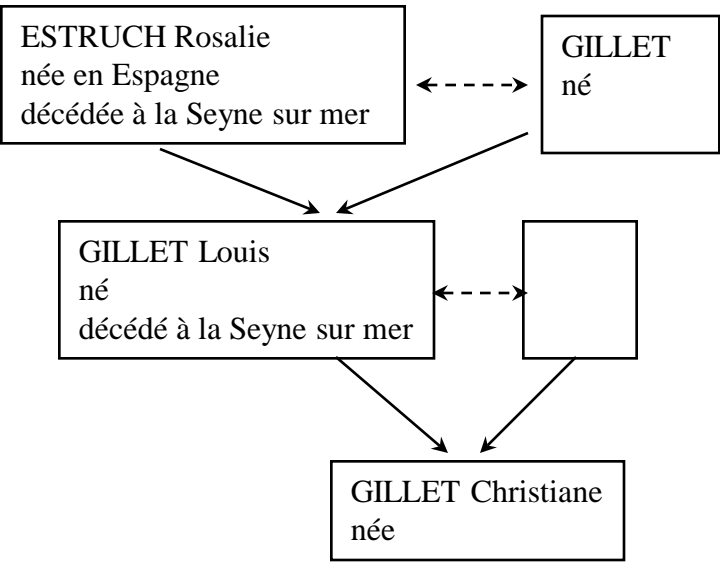 ESTRUCH Rosalie
née en Espagne
décédée à la Seyne sur mer
GILLET
né
GILLET Louis
né
décédé à la Seyne sur mer
GILLET Christiane
née